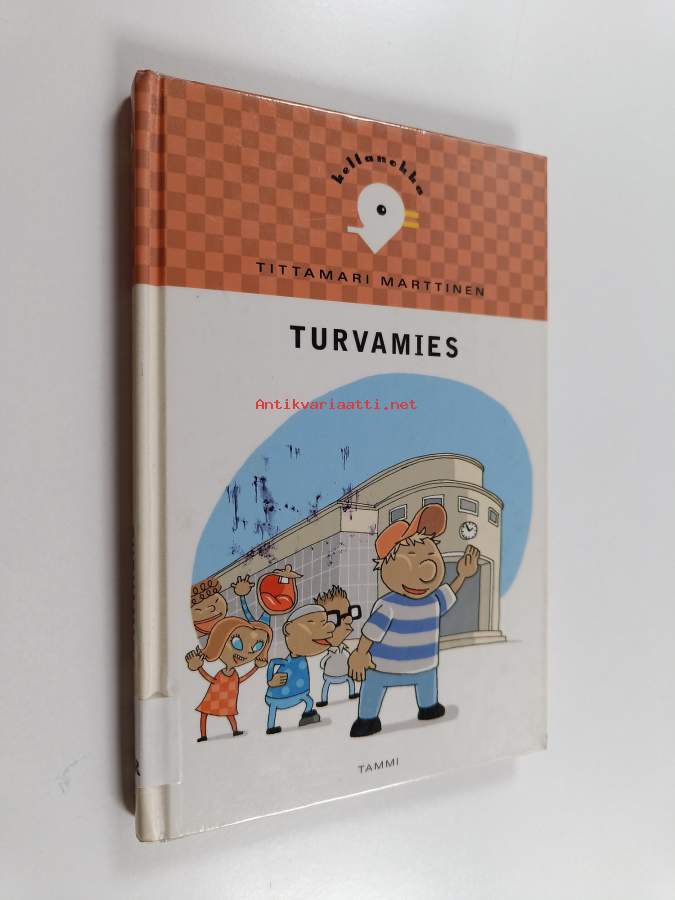 kellanokka
TITTAMARI MARTTINEN
TURVAMIES
Antikvariaatti.net
TAMMI
R